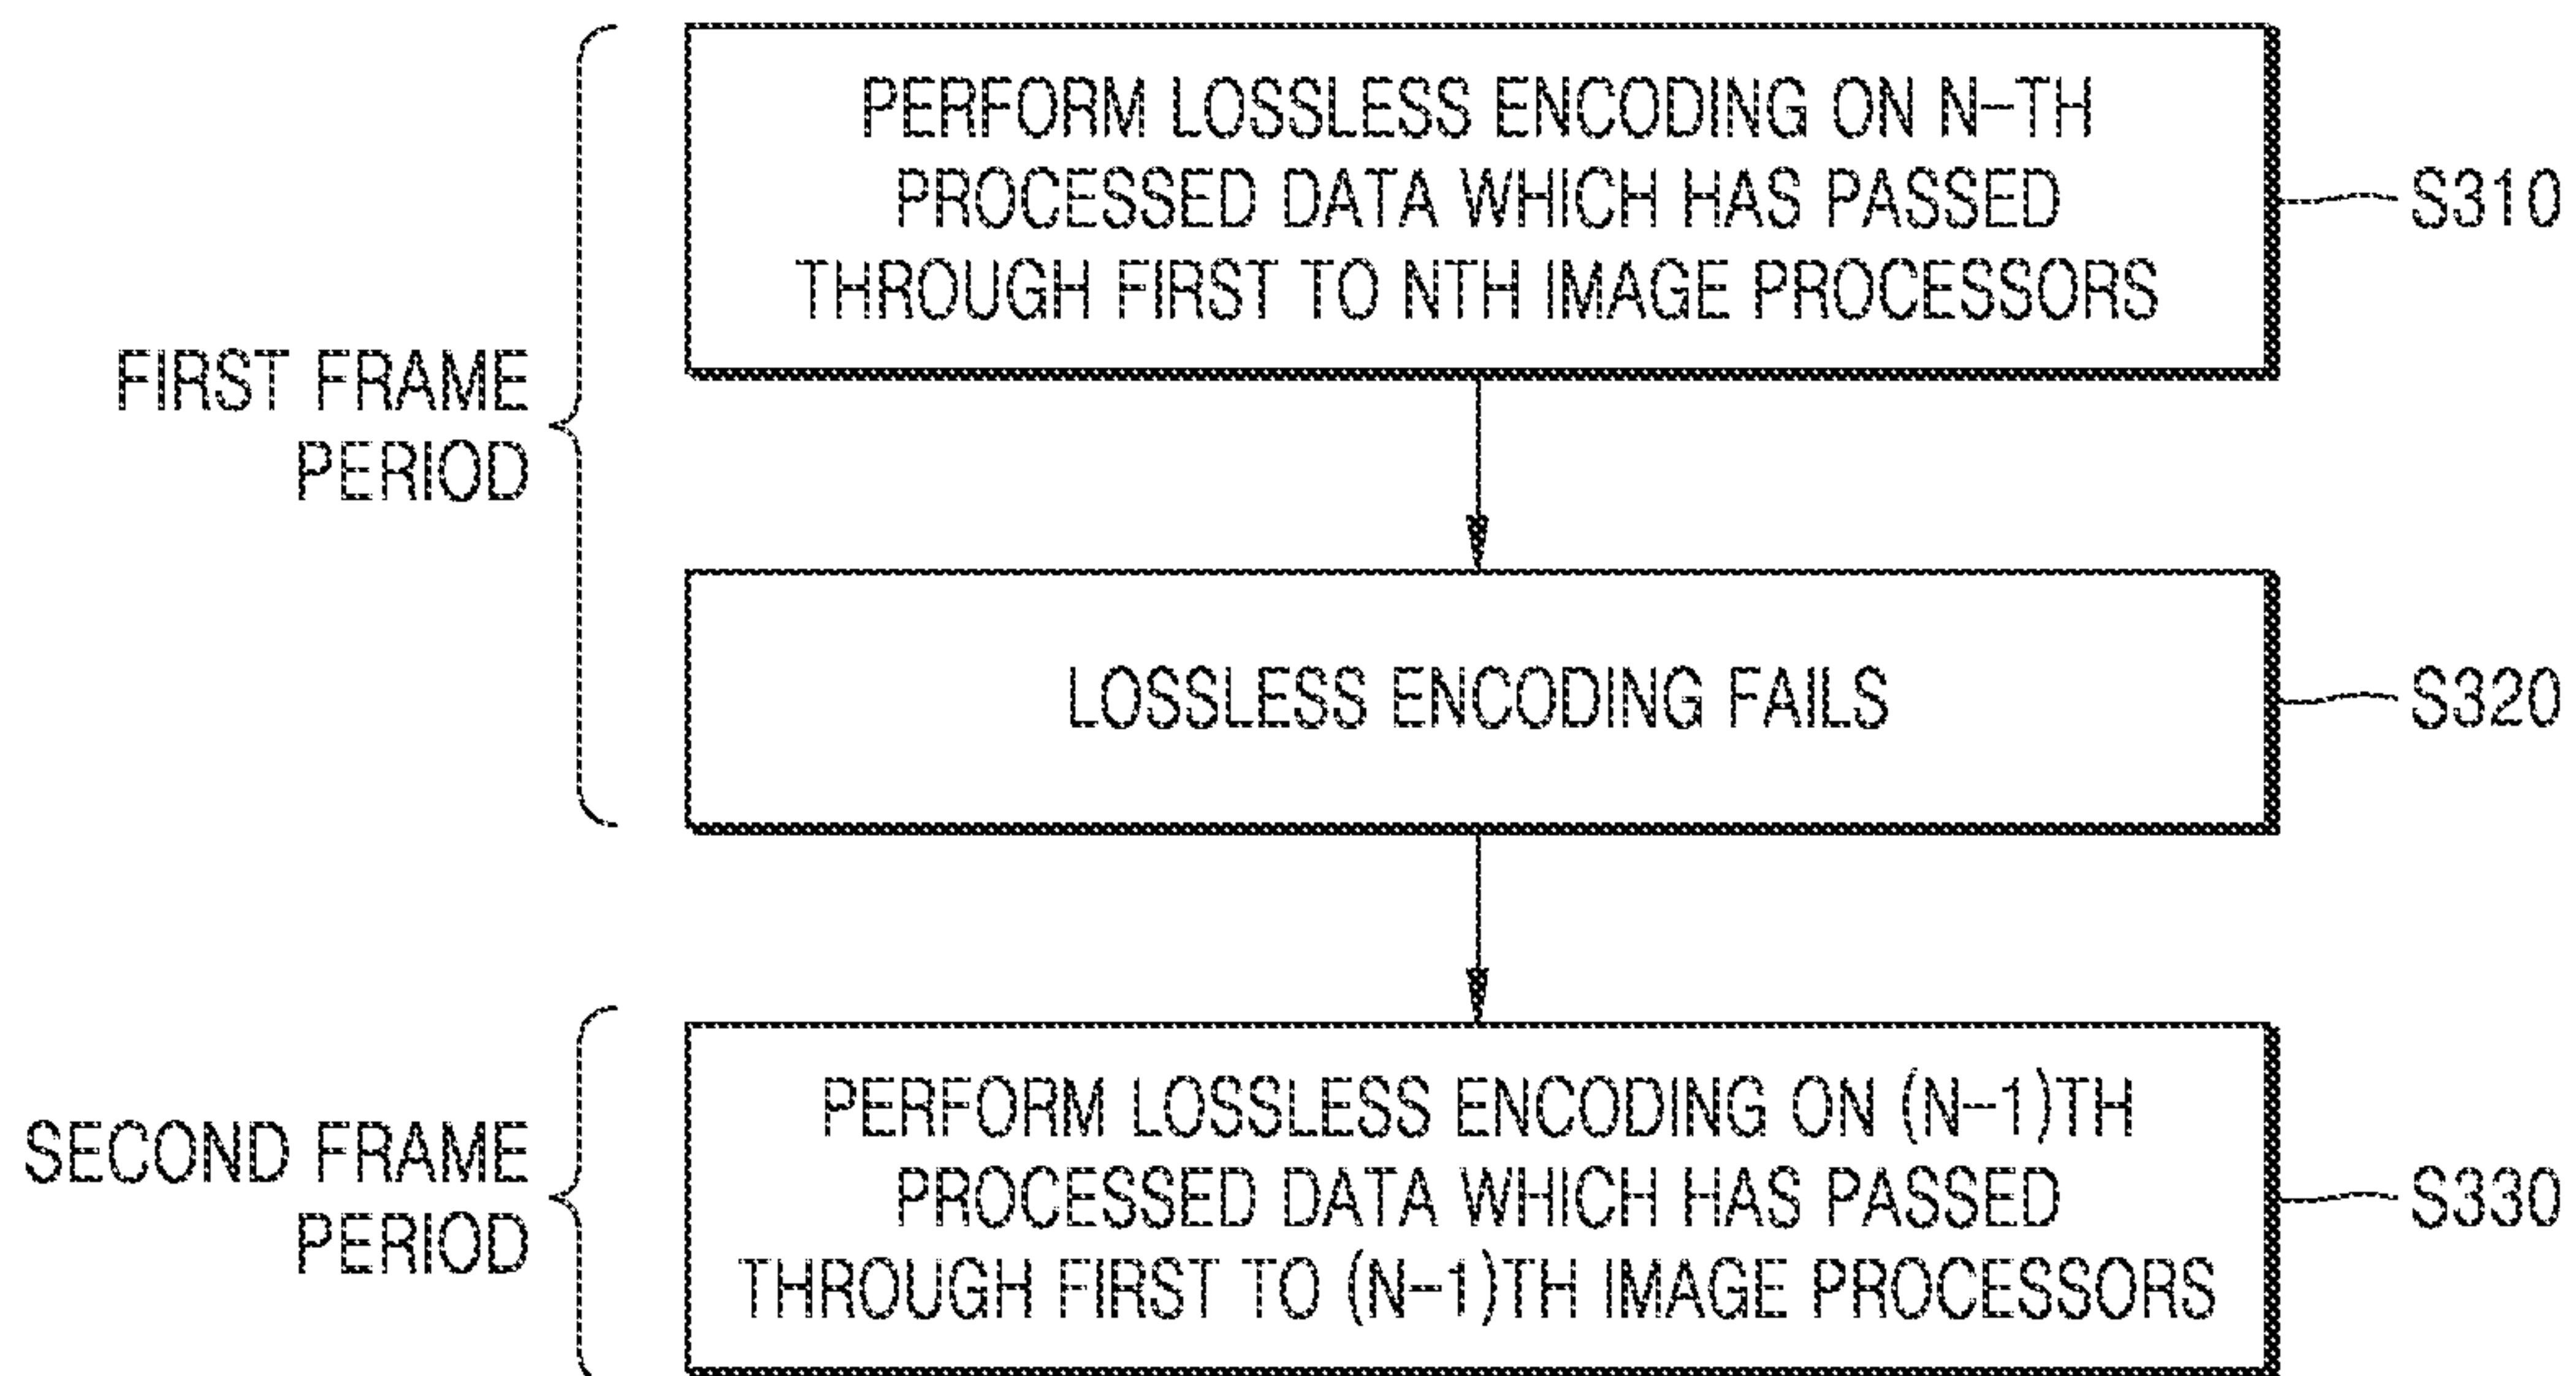 PERFORM LOSSLESS ENCODING ON N-TH
PROCESSED DATA WHICH HAS PASSED
THROUGH FIRST TO NTH IMAGE PROCESSORS
S310
FIRST FRAME
PERIOD
LOSSLESS ENCODING FAILS
S320
PERFORM LOSSLESS ENCODING ON (N-1)TH
PROCESSED DATA WHICH HAS PASSED
THROUGH FIRST TO (N-1)TH IMAGE PROCESSORS
S330
SECOND FRAME
PERIOD